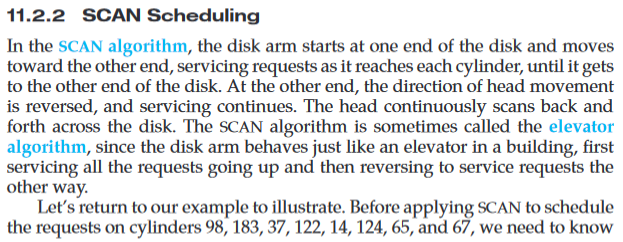 11.2.2 SCAN Scheduling
In the SCAN algorithm, the disk arm starts at one end of the disk and moves
toward the other end, servicing requests as it reaches each cylinder, until it gets
to the other end of the disk. At the other end, the direction of head movement
is reversed, and servicing continues. The head continuously scans back and
forth across the disk. The SCAN algorithm is sometimes called the elevator
algorithm, since the disk arm behaves just like an elevator in a building, first
servicing all the requests going up and then reversing to service requests the
other way.
Let's return to our example to illustrate. Before applying SCAN to schedule
the requests on cylinders 98, 183, 37, 122, 14, 124, 65, and 67, we need to know